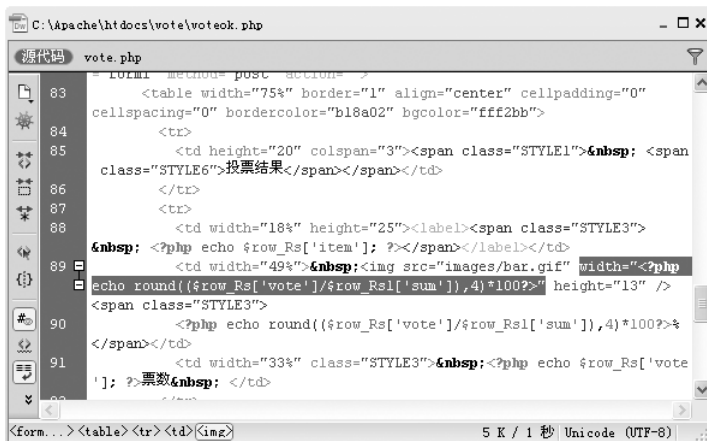 C:\Apache\htdocs\vote\voteok.php
源代码 vote.php
="form1" method="post" action="">
83 <table width="75%" border="1" align="center" cellpadding="0"
cellspacing="0" bordercolor="b18a02" bgcolor="fff2bb">
84 <tr>
85 <td height="20" colspan="3"><span class="STYLE1">&nbsp; <span
class="STYLE6">投票结果</span></span></td>
86 </tr>
87 <tr>
88 <td width="18%" height="25"><label><span class="STYLE3">
&nbsp; <?php echo $row_Rs['item']; ?></span></label></td>
89 <td width="49%">&nbsp;<img src="images/bar.gif" width="<?php
echo round(($row_Rs['vote']/$row_Rs1['sum']),4)*100?>" height="13" />
<span class="STYLE3">
90 <?php echo round(($row_Rs['vote']/$row_Rs1['sum']),4)*100?>%
</span></td>
91 <td width="33%" class="STYLE3">&nbsp;<?php echo $row_Rs['vote
']; ?>票数&nbsp; </td>
92 </tr>
<form...><table><tr><td><img> 5 K / 1 秒 Unicode (UTF-8)